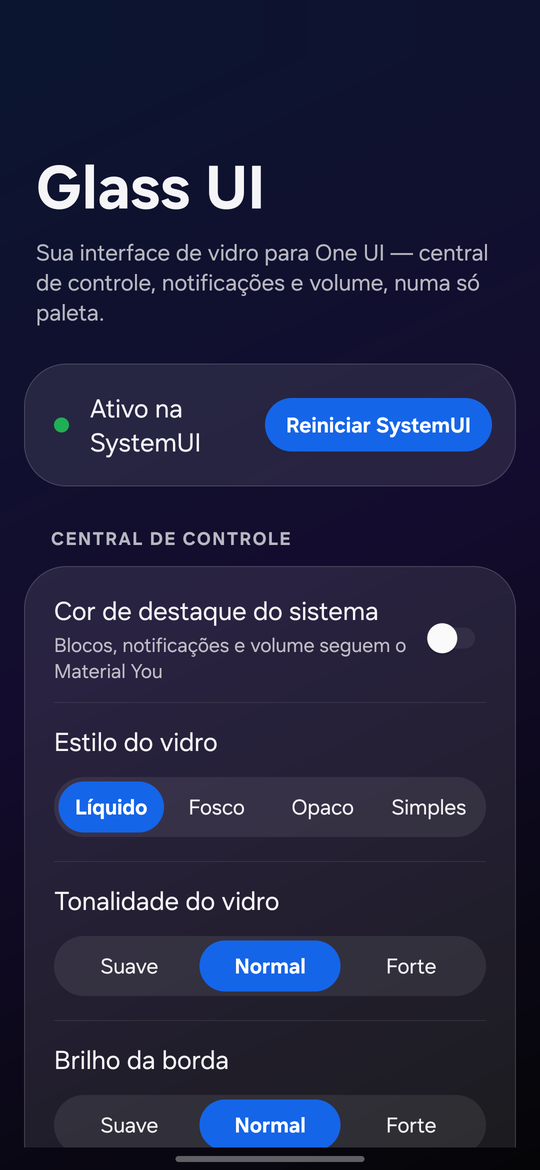 Glass UI
Sua interface de vidro para One UI — central
de controle, notificações e volume, numa só
paleta.
Ativo na
SystemUI
Reiniciar SystemUI
CENTRAL DE CONTROLE
Cor de destaque do sistema
Blocos, notificações e volume seguem o
Material You
Estilo do vidro
Líquido Fosco Opaco Simples
Tonalidade do vidro
Suave Normal Forte
Brilho da borda
Suave Normal Forte